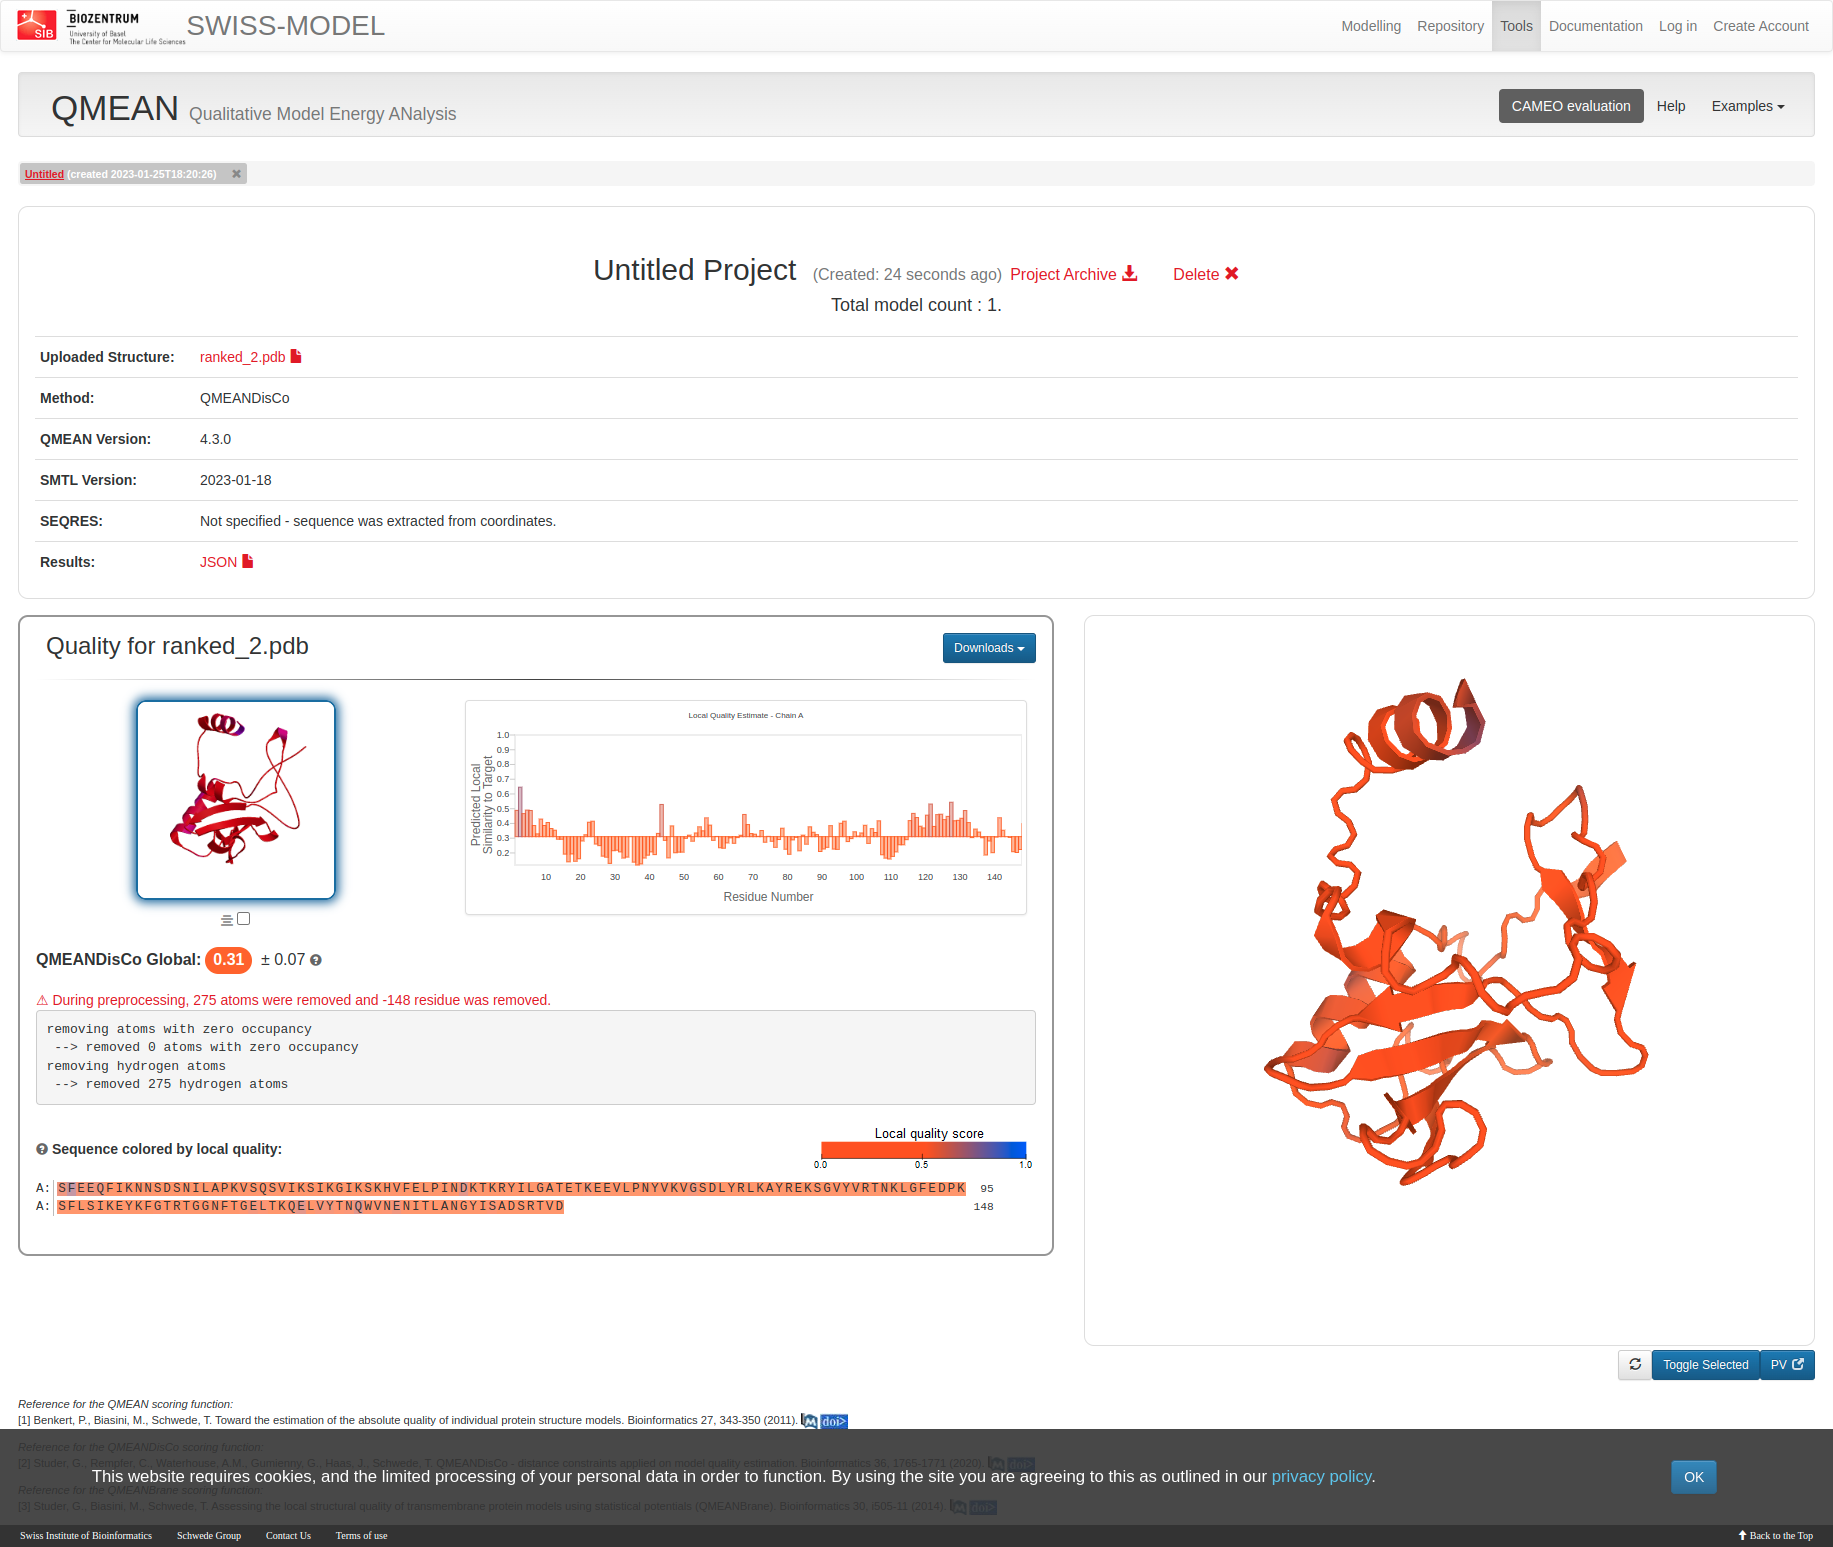 SIB
BIOZENTRUM
University of Basel
The Center for Molecular Life Sciences
SWISS-MODEL
Modelling
Repository
Tools
Documentation
Log in
Create Account
QMEAN Qualitative Model Energy ANalysis
CAMEO evaluation
Help
Examples
Untitled (created 2023-01-25T18:20:26)
Untitled Project (Created: 24 seconds ago) Project Archive Delete
Total model count : 1.
Uploaded Structure: ranked_2.pdb
Method: QMEANDisCo
QMEAN Version: 4.3.0
SMTL Version: 2023-01-18
SEQRES: Not specified - sequence was extracted from coordinates.
Results: JSON
Quality for ranked_2.pdb
Downloads
Local Quality Estimate - Chain A
Predicted Local
Similarity to Target
1.0
0.9
0.8
0.7
0.6
0.5
0.4
0.3
0.2
10 20 30 40 50 60 70 80 90 100 110 120 130 140
Residue Number
QMEANDisCo Global: 0.31 ± 0.07
During preprocessing, 275 atoms were removed and -148 residue was removed.
removing atoms with zero occupancy
--> removed 0 atoms with zero occupancy
removing hydrogen atoms
--> removed 275 hydrogen atoms
Sequence colored by local quality:
Local quality score
0.0 0.5 1.0
A: SFEEQFIKNNSDSNILAPKVSQSVIKSIKGIKSKHVFELPINDKTKRYILGATETKEEVLPNYVKVGSDLYRLKAYREKSGVYVRTNKLGFEDPK 95
A: SFLSIKEYKFGTRTGGNFTGELTKQELVYTNQWVNENITLANGYISADSRTVD 148
Toggle Selected
PV
Reference for the QMEAN scoring function:
[1] Benkert, P., Biasini, M., Schwede, T. Toward the estimation of the absolute quality of individual protein structure models. Bioinformatics 27, 343-350 (2011). M doi>
Reference for the QMEANDisCo scoring function:
[2] Studer, G., Rempfer, C., Waterhouse, A.M., Gumienny, G., Haas, J., Schwede, T. QMEANDisCo - distance constraints applied on model quality estimation. Bioinformatics 36, 1765-1771 (2020). M doi>
This website requires cookies, and the limited processing of your personal data in order to function. By using the site you are agreeing to this as outlined in our privacy policy.
OK
Reference for the QMEANBrane scoring function:
[3] Studer, G., Biasini, M., Schwede, T. Assessing the local structural quality of transmembrane protein models using statistical potentials (QMEANBrane). Bioinformatics 30, i505-11 (2014). M doi>
Swiss Institute of Bioinformatics
Schwede Group
Contact Us
Terms of use
Back to the Top